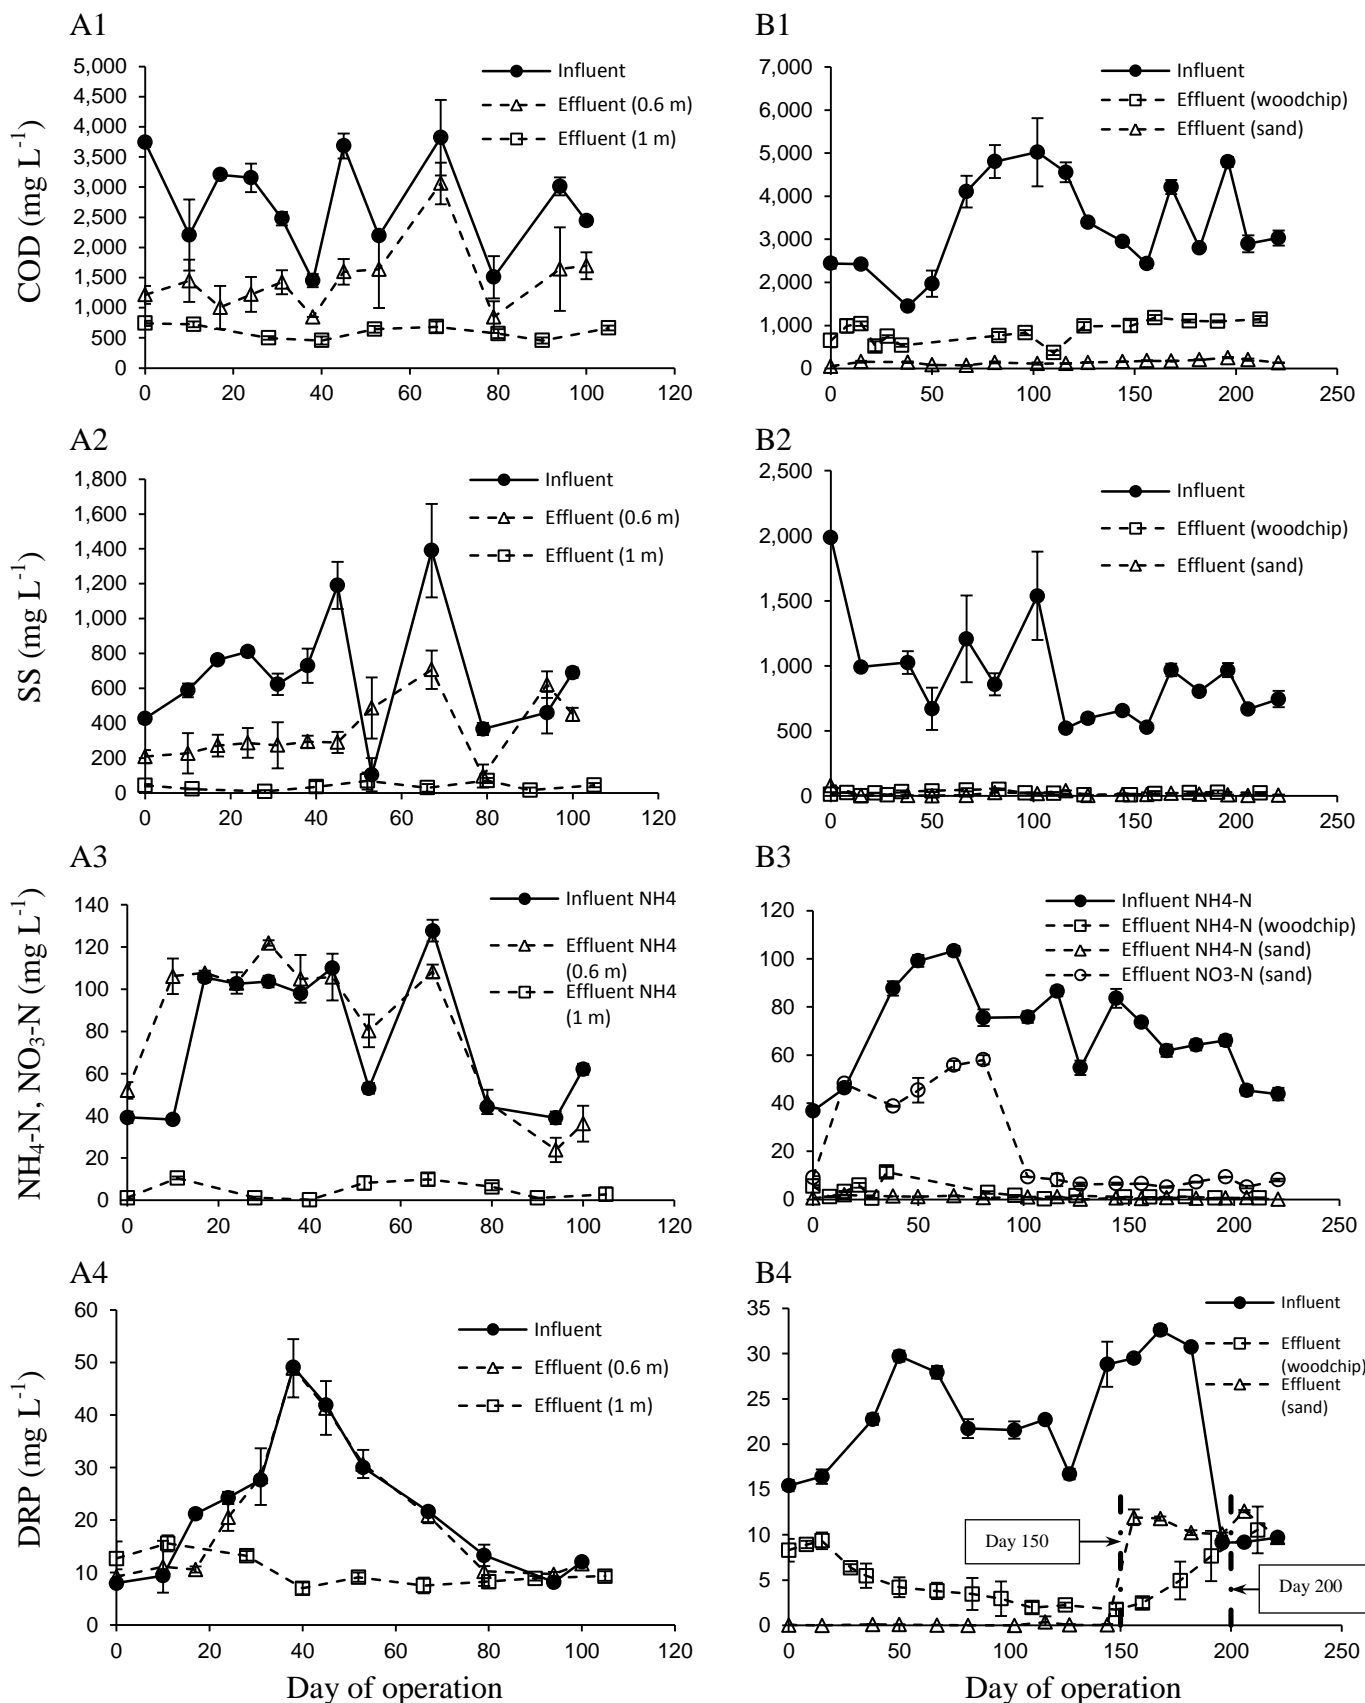 A1
COD (mg L⁻¹)
5,000
4,500
4,000
3,500
3,000
2,500
2,000
1,500
1,000
500
0
0 20 40 60 80 100 120
Influent
Effluent (0.6 m)
Effluent (1 m)
B1
7,000
6,000
5,000
4,000
3,000
2,000
1,000
0
0 50 100 150 200 250
Influent
Effluent (woodchip)
Effluent (sand)
A2
SS (mg L⁻¹)
1,800
1,600
1,400
1,200
1,000
800
600
400
200
0
0 20 40 60 80 100 120
Influent
Effluent (0.6 m)
Effluent (1 m)
B2
2,500
2,000
1,500
1,000
500
0
0 50 100 150 200 250
Influent
Effluent (woodchip)
Effluent (sand)
A3
NH₄-N, NO₃-N (mg L⁻¹)
140
120
100
80
60
40
20
0
0 20 40 60 80 100 120
Influent NH4
Effluent NH4
(0.6 m)
Effluent NH4
(1 m)
B3
120
100
80
60
40
20
0
0 50 100 150 200 250
Influent NH4-N
Effluent NH4-N (woodchip)
Effluent NH4-N (sand)
Effluent NO3-N (sand)
A4
DRP (mg L⁻¹)
60
50
40
30
20
10
0
0 20 40 60 80 100 120
Influent
Effluent (0.6 m)
Effluent (1 m)
Day of operation
B4
35
30
25
20
15
10
5
0
0 50 100 150 200 250
Influent
Effluent
(woodchip)
Effluent
(sand)
Day 150
Day 200
Day of operation